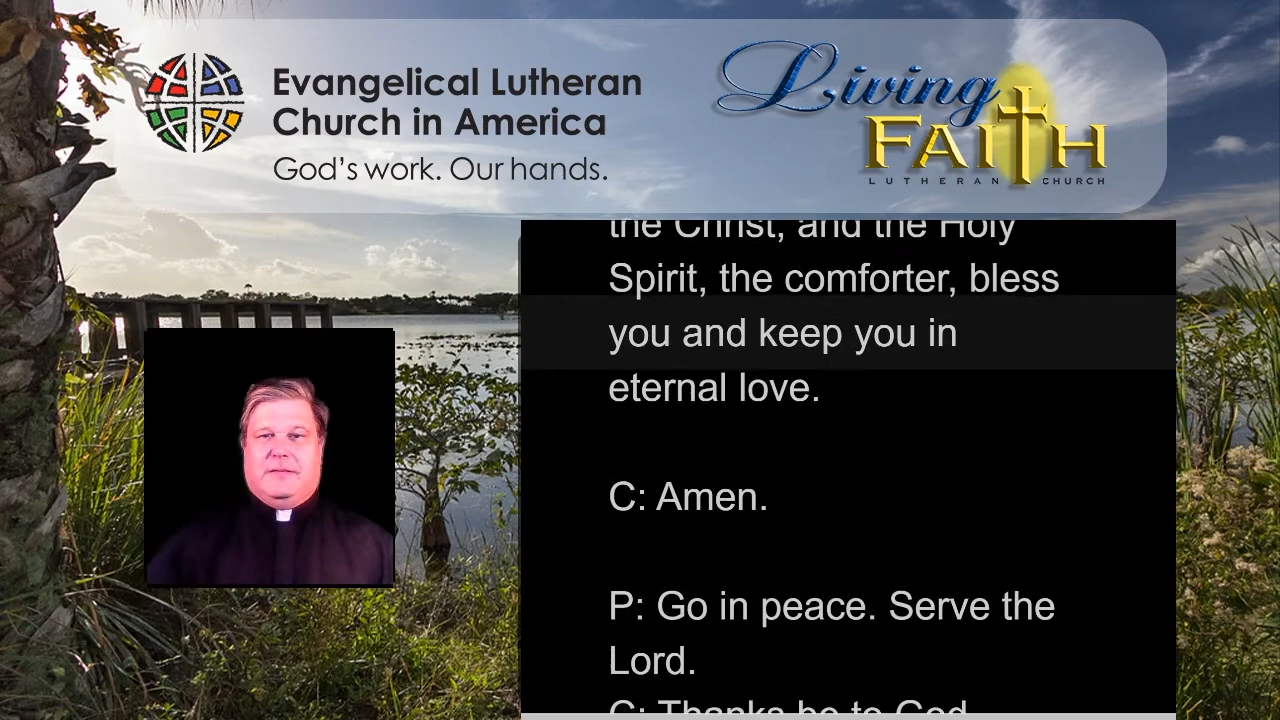 Evangelical Lutheran
Church in America
God's work. Our hands.
Living
FAITH
LUTHERAN CHURCH
the Christ, and the Holy
Spirit, the comforter, bless
you and keep you in
eternal love.
C: Amen.
P: Go in peace. Serve the
Lord.
C: Thanks be to God